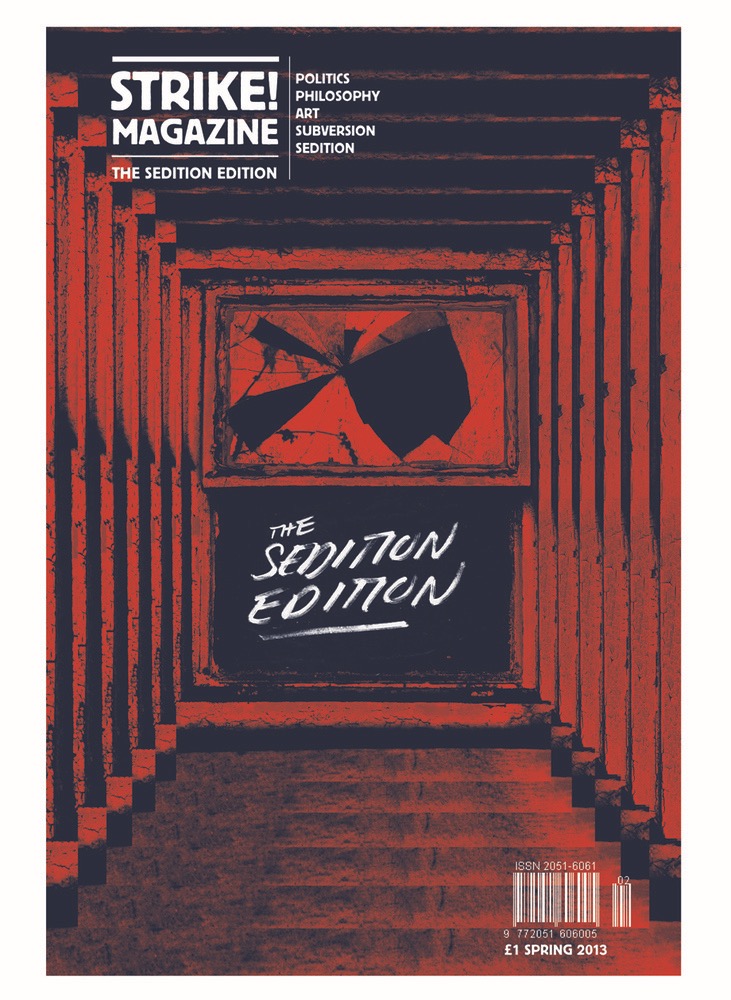 STRIKE!
MAGAZINE
THE SEDITION EDITION
POLITICS
PHILOSOPHY
ART
SUBVERSION
SEDITION
THE
SEDITION
EDITION
ISSN 2051-6061
02
9 772051 606005
£1 SPRING 2013